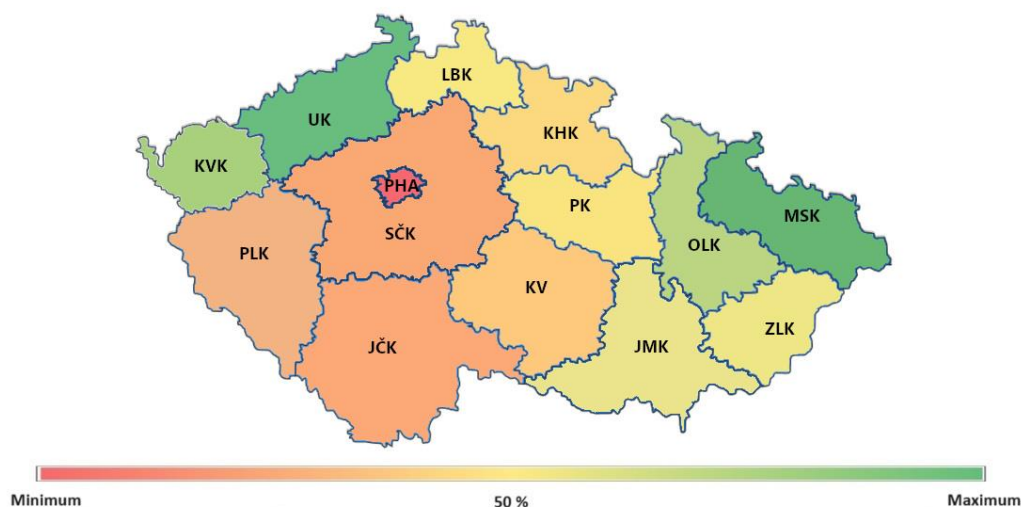 LBK
UK
KHK
KVK
PHA
PK
MSK
SČK
OLK
PLK
KV
ZLK
JČK
JMK
Minimum
50 %
Maximum